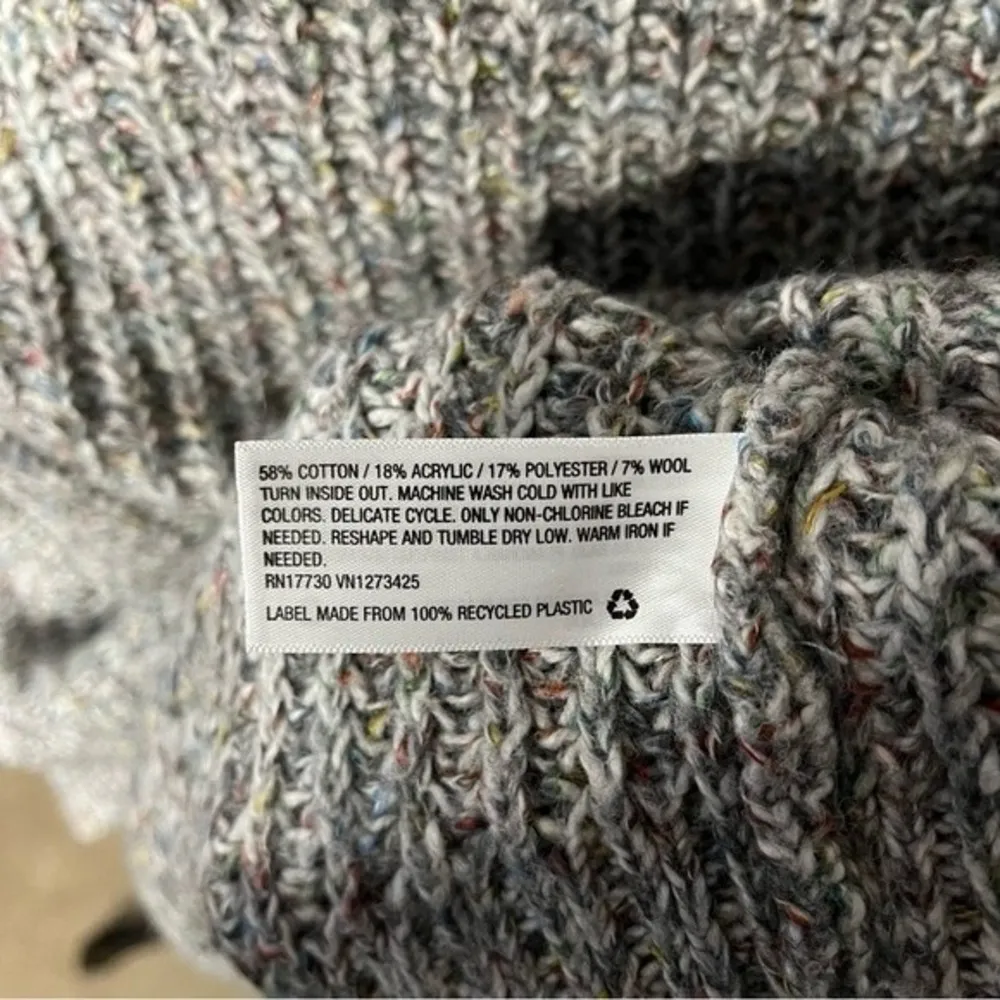 58% COTTON / 18% ACRYLIC / 17% POLYESTER / 7% WOOL
TURN INSIDE OUT. MACHINE WASH COLD WITH LIKE
COLORS. DELICATE CYCLE. ONLY NON-CHLORINE BLEACH IF
NEEDED. RESHAPE AND TUMBLE DRY LOW. WARM IRON IF
NEEDED.
RN17730 VN1273425
LABEL MADE FROM 100% RECYCLED PLASTIC